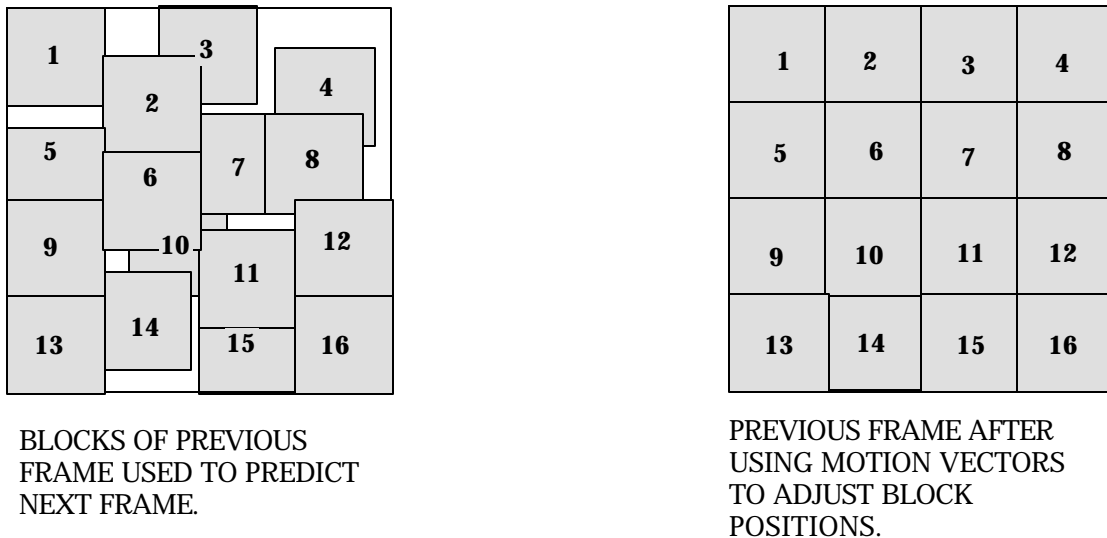 1
3
2
4
5
6
7
8
9
10
11
12
13
14
15
16
BLOCKS OF PREVIOUS
FRAME USED TO PREDICT
NEXT FRAME.
1 2 3 4
5 6 7 8
9 10 11 12
13 14 15 16
PREVIOUS FRAME AFTER
USING MOTION VECTORS
TO ADJUST BLOCK
POSITIONS.